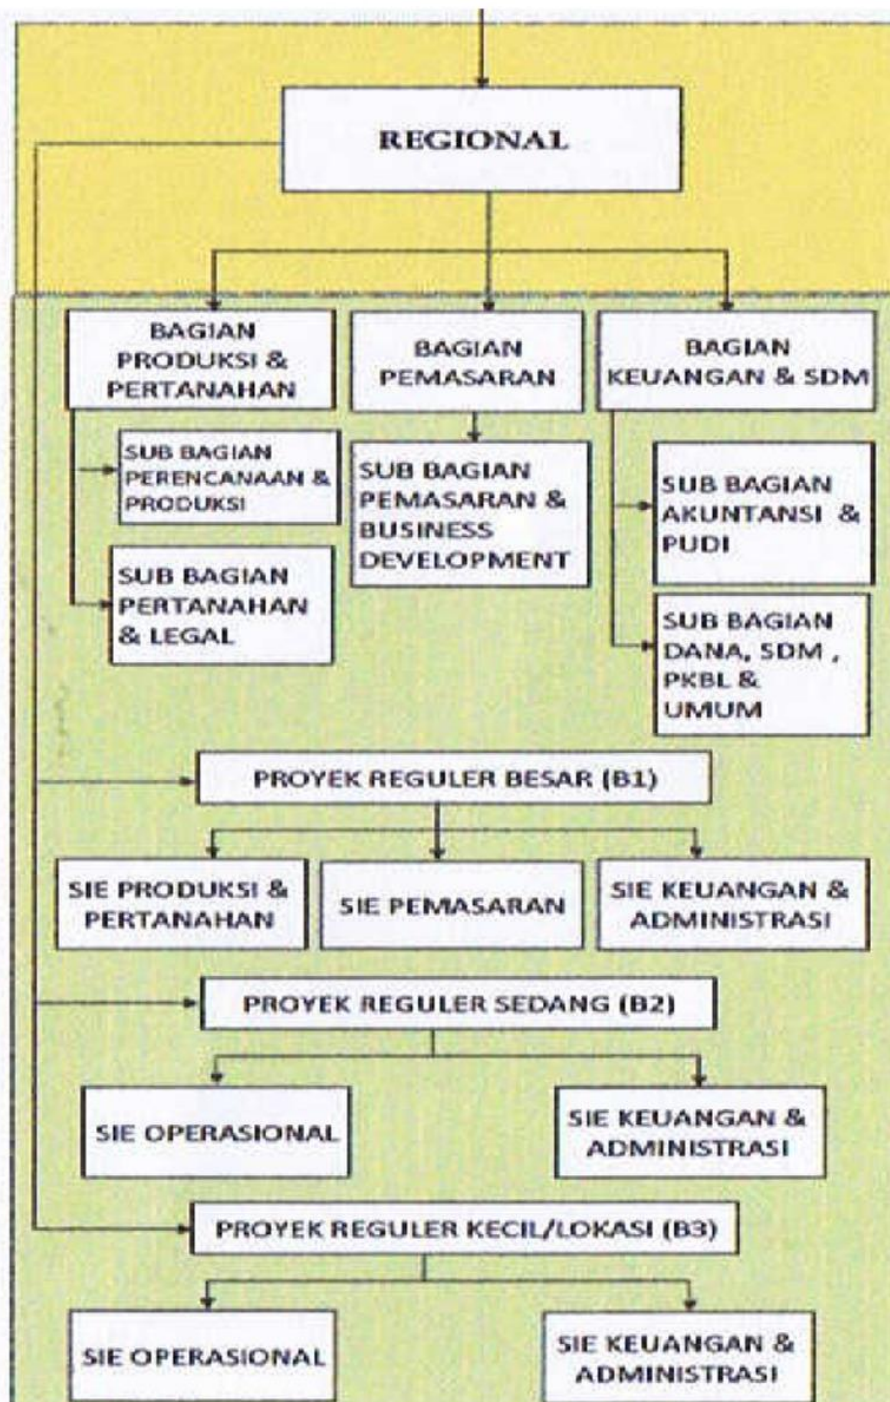 REGIONAL
BAGIAN
PRODUKSI &
PERTANAHAN
BAGIAN
PEMASARAN
BAGIAN
KEUANGAN & SDM
SUB BAGIAN
PERENCANAAN &
PRODUKSI
SUB BAGIAN
PERTANAHAN
& LEGAL
SUB BAGIAN
PEMASARAN &
BUSINESS
DEVELOPMENT
SUB BAGIAN
AKUNTANSI &
PUDI
SUB BAGIAN
DANA, SDM ,
PKBL &
UMUM
PROYEK REGULER BESAR (B1)
SIE PRODUKSI &
PERTANAHAN
SIE PEMASARAN
SIE KEUANGAN &
ADMINISTRASI
PROYEK REGULER SEDANG (B2)
SIE OPERASIONAL
SIE KEUANGAN &
ADMINISTRASI
PROYEK REGULER KECIL/LOKASI (B3)
SIE OPERASIONAL
SIE KEUANGAN &
ADMINISTRASI